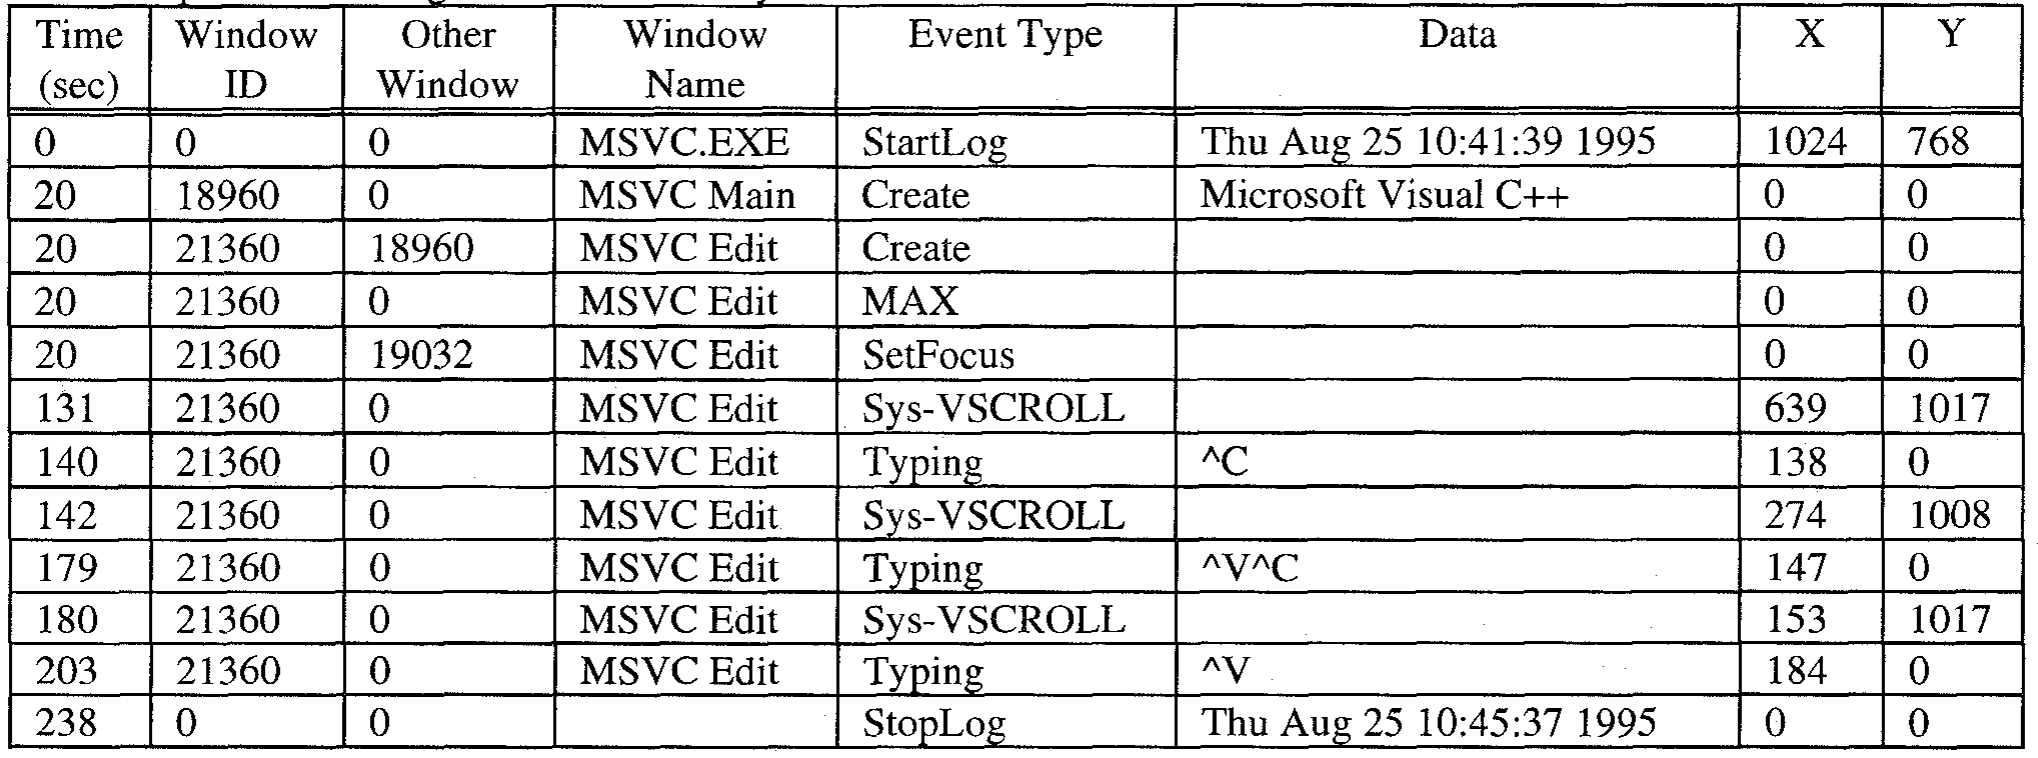 Time Window Other Window Event Type Data X Y
(sec) ID Window Name
0 0 0 MSVC.EXE StartLog Thu Aug 25 10:41:39 1995 1024 768
20 18960 0 MSVC Main Create Microsoft Visual C++ 0 0
20 21360 18960 MSVC Edit Create 0 0
20 21360 0 MSVC Edit MAX 0 0
20 21360 19032 MSVC Edit SetFocus 0 0
131 21360 0 MSVC Edit Sys-VSCROLL 639 1017
140 21360 0 MSVC Edit Typing ^C 138 0
142 21360 0 MSVC Edit Sys-VSCROLL 274 1008
179 21360 0 MSVC Edit Typing ^V^C 147 0
180 21360 0 MSVC Edit Sys-VSCROLL 153 1017
203 21360 0 MSVC Edit Typing ^V 184 0
238 0 0 StopLog Thu Aug 25 10:45:37 1995 0 0